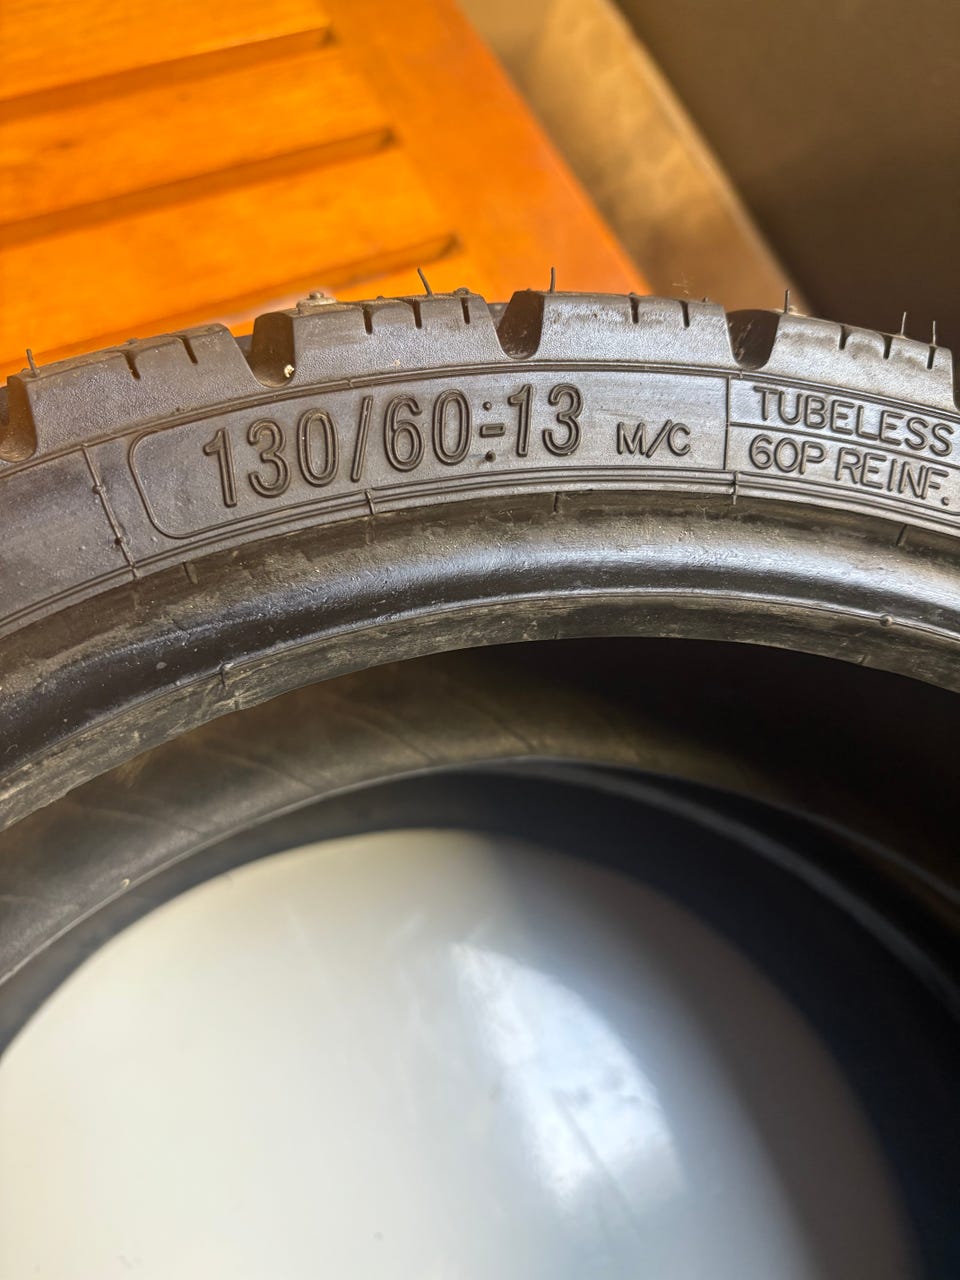 130/60-13 M/C
TUBELESS
60P REINF.